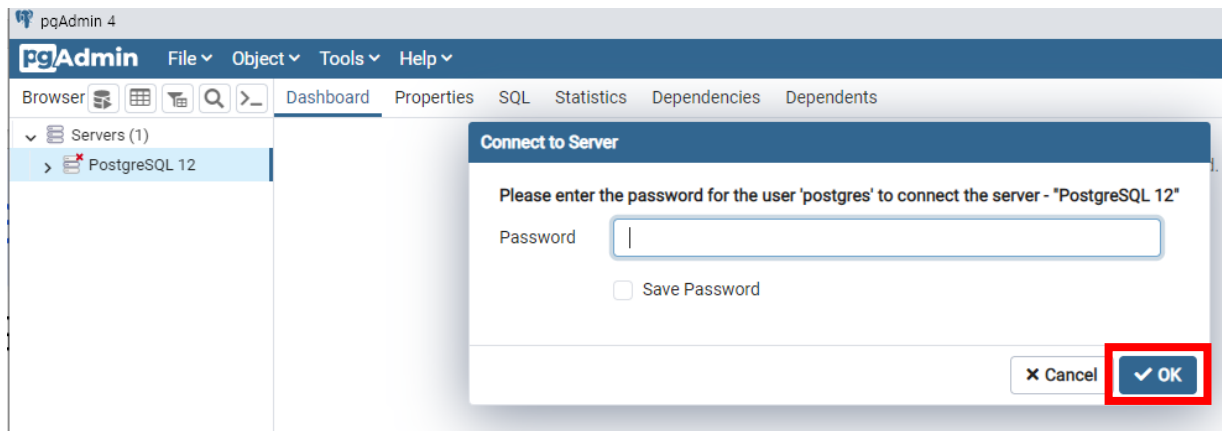 pgAdmin 4
pgAdmin File Object Tools Help
Browser Dashboard Properties SQL Statistics Dependencies Dependents
Servers (1)
PostgreSQL 12
Connect to Server
Please enter the password for the user 'postgres' to connect the server - "PostgreSQL 12"
Password
Save Password
Cancel OK